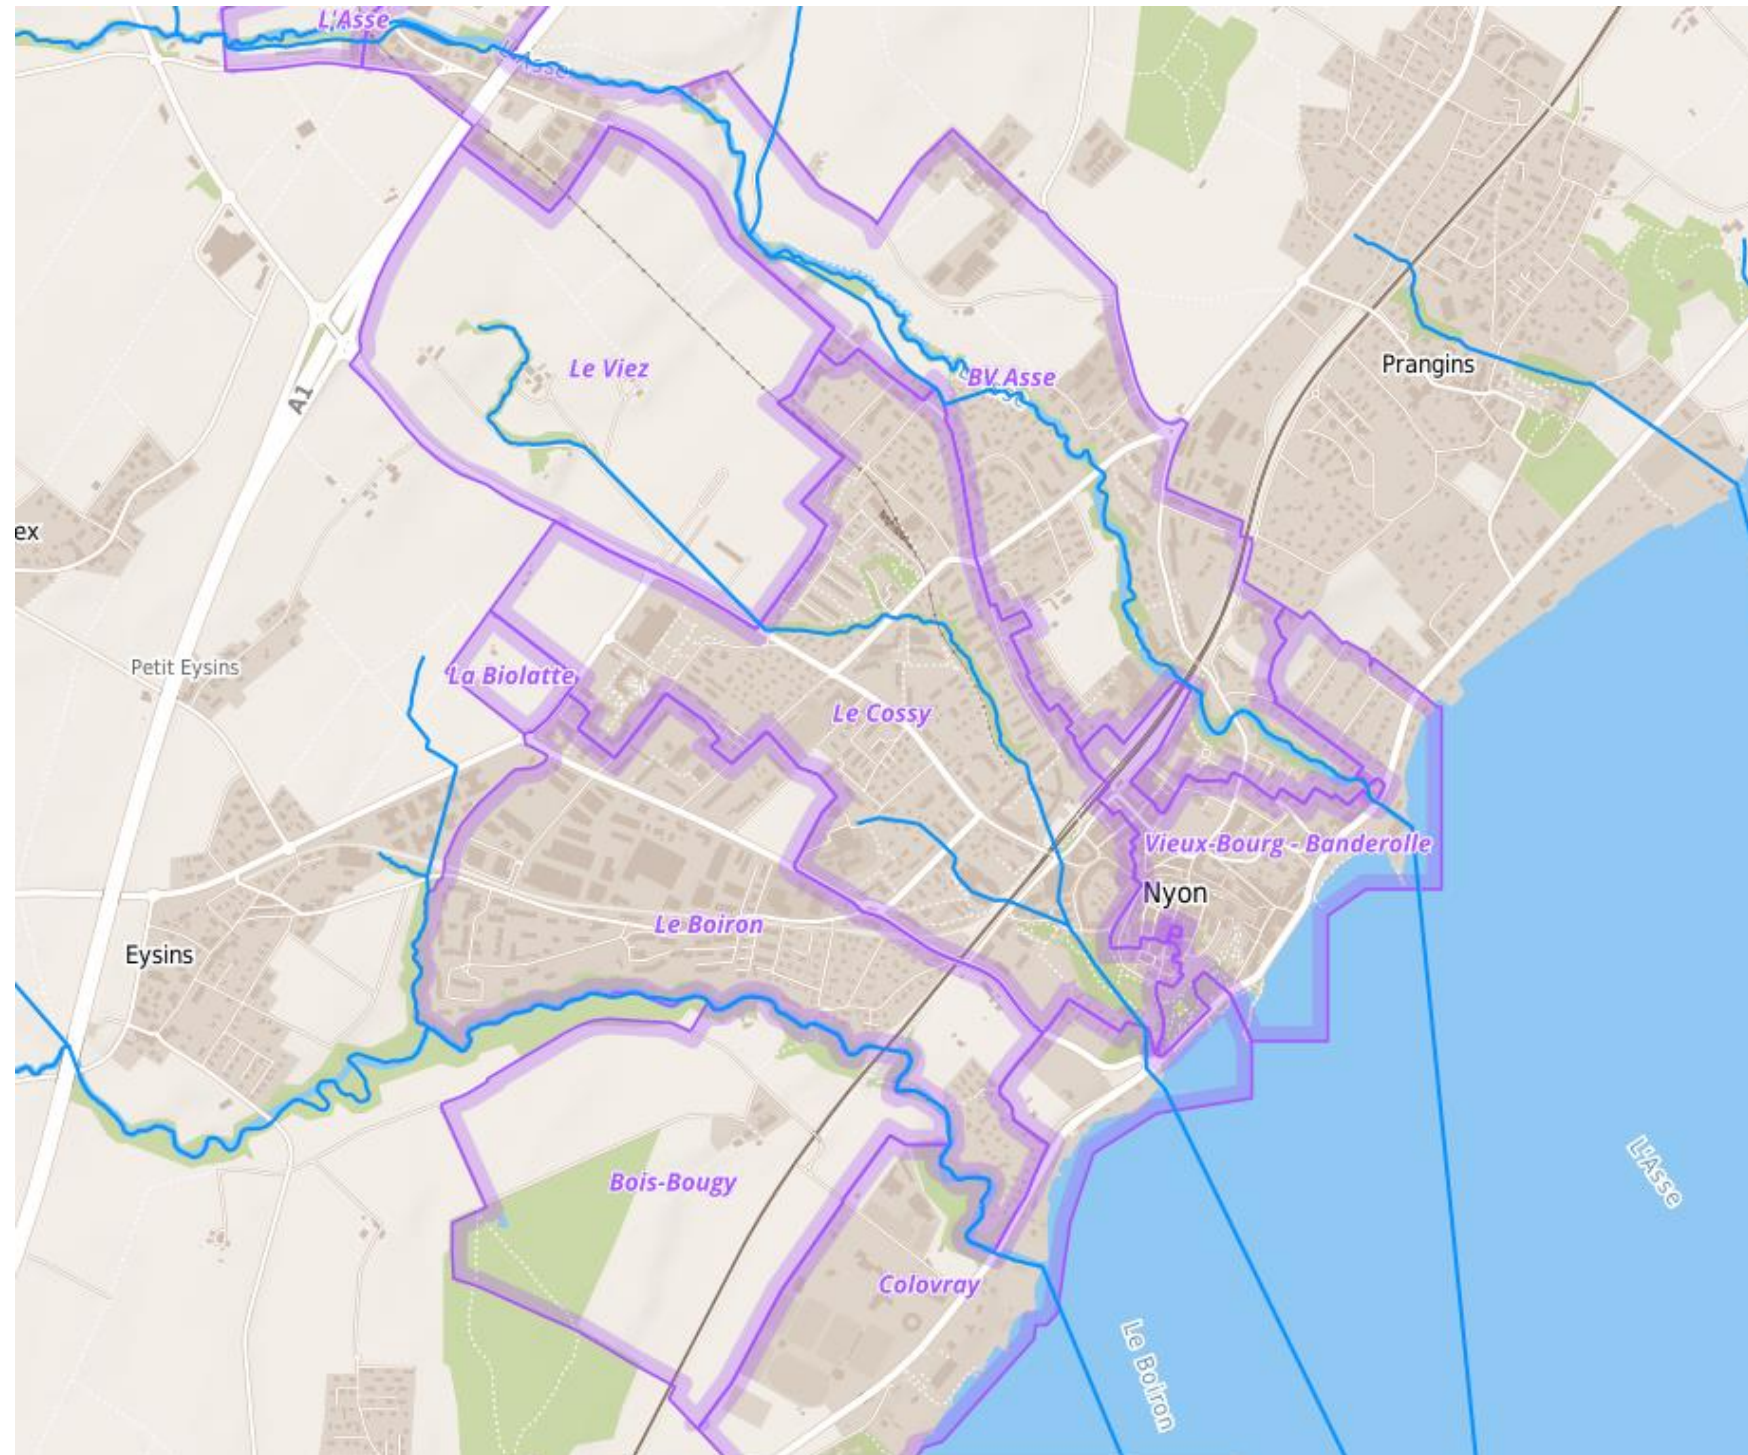 L'Asse
L'Asse
Le Viez
BV Asse
Prangins
A1
ex
Petit Eysins
La Biolatte
Le Cossy
Vieux-Bourg - Banderolle
Nyon
Le Boiron
Eysins
Bois-Bougy
L'Asse
Colovray
Le Boiron